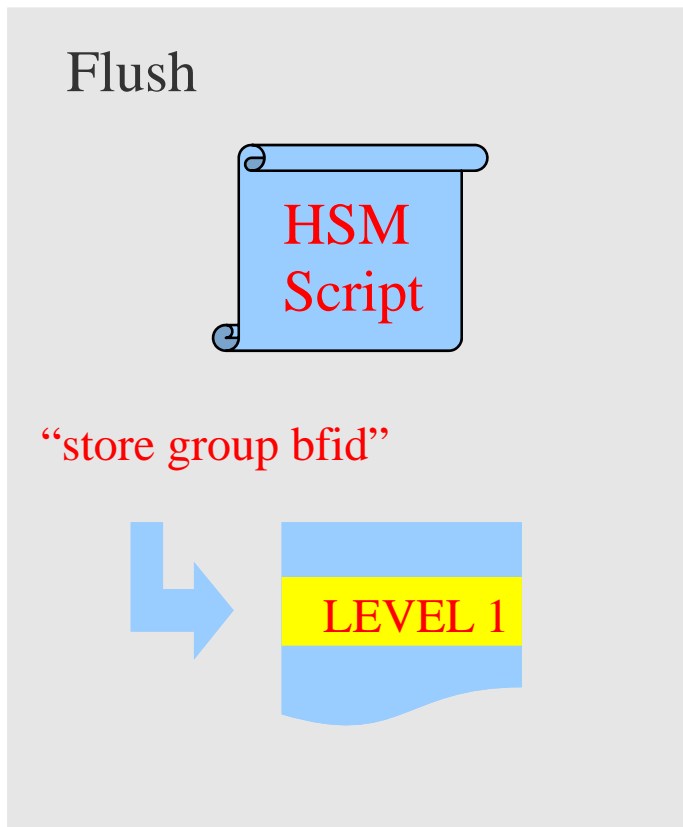 Flush
HSM
Script
“store group bfid”
LEVEL 1